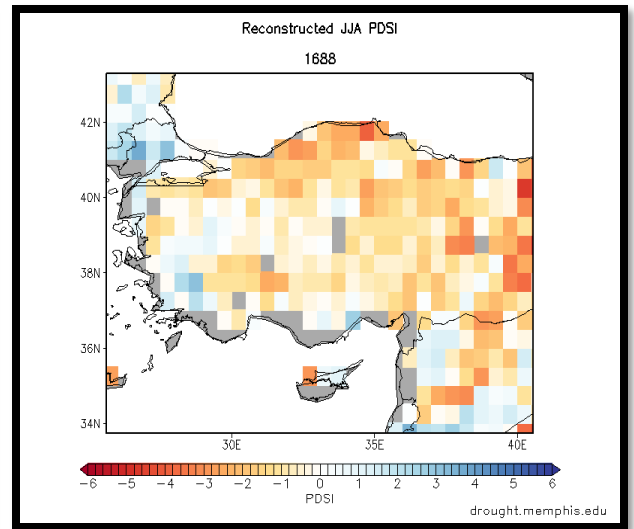 Reconstructed JJA PDSI
1688
42N
40N
38N
36N
34N
30E 35E 40E
−6 −5 −4 −3 −2 −1 0 1 2 3 4 5 6
PDSI
drought.memphis.edu